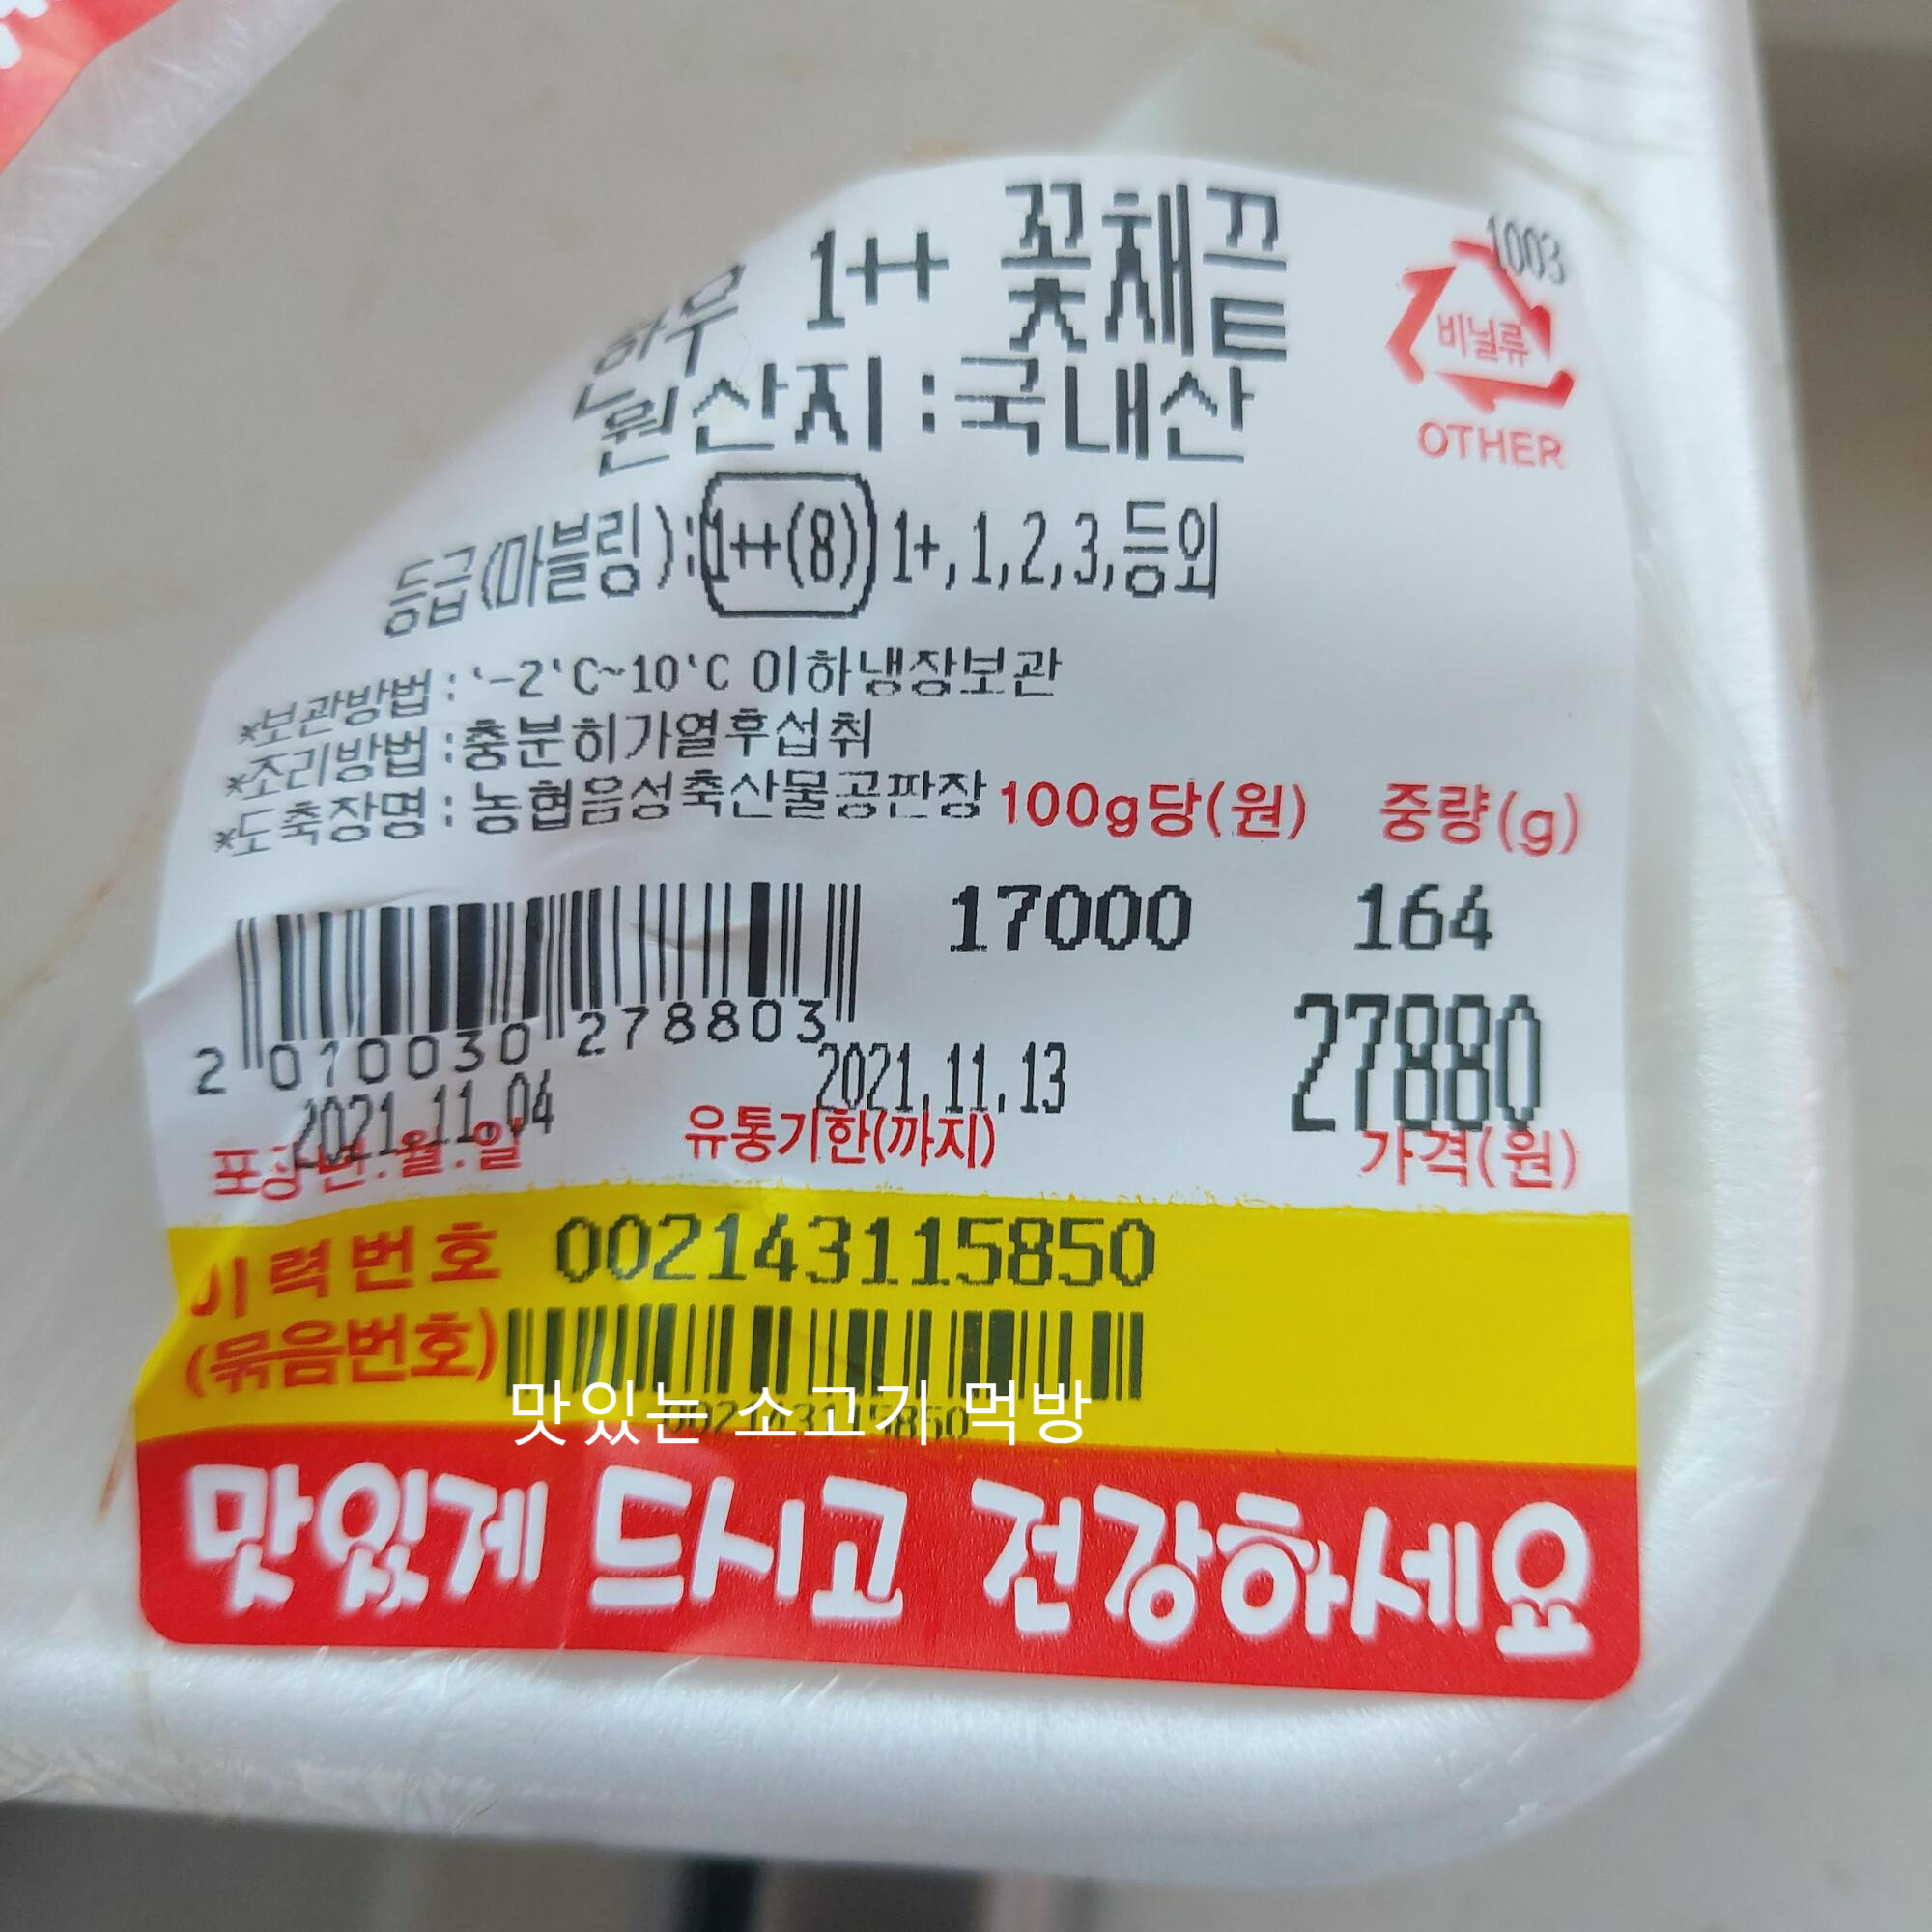 한우 1++ 꽃채끝
1003
비닐류
OTHER
원산지:국내산
등급(마블링):1++(8) 1+,1,2,3,등외
*보관방법:'-2'C~10'C 이하냉장보관
*조리방법:충분히가열후섭취
*도축장명:농협음성축산물공판장
100g당(원) 중량(g)
17000 164
2 010030 278803
27880
2021.11.04 2021.11.13
포장년.월.일 유통기한(까지) 가격(원)
이력번호 002143115850
(묶음번호)
002143115850
맛있는 소고기 먹방
맛있게 드시고 건강하세요